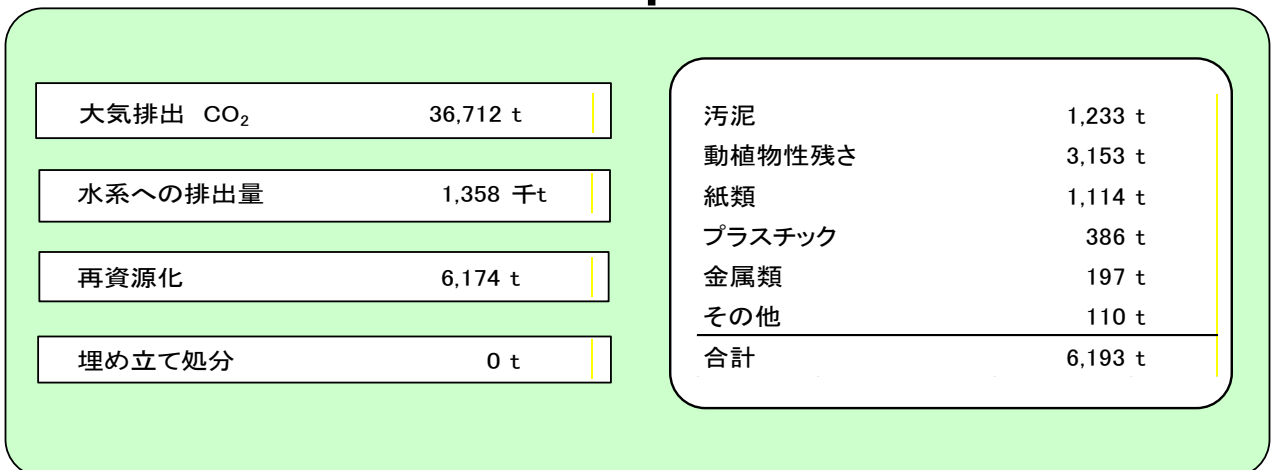 大気排出 CO₂ 36,712 t
水系への排出量 1,358 千t
再資源化 6,174 t
埋め立て処分 0 t
汚泥 1,233 t
動植物性残さ 3,153 t
紙類 1,114 t
プラスチック 386 t
金属類 197 t
その他 110 t
合計 6,193 t